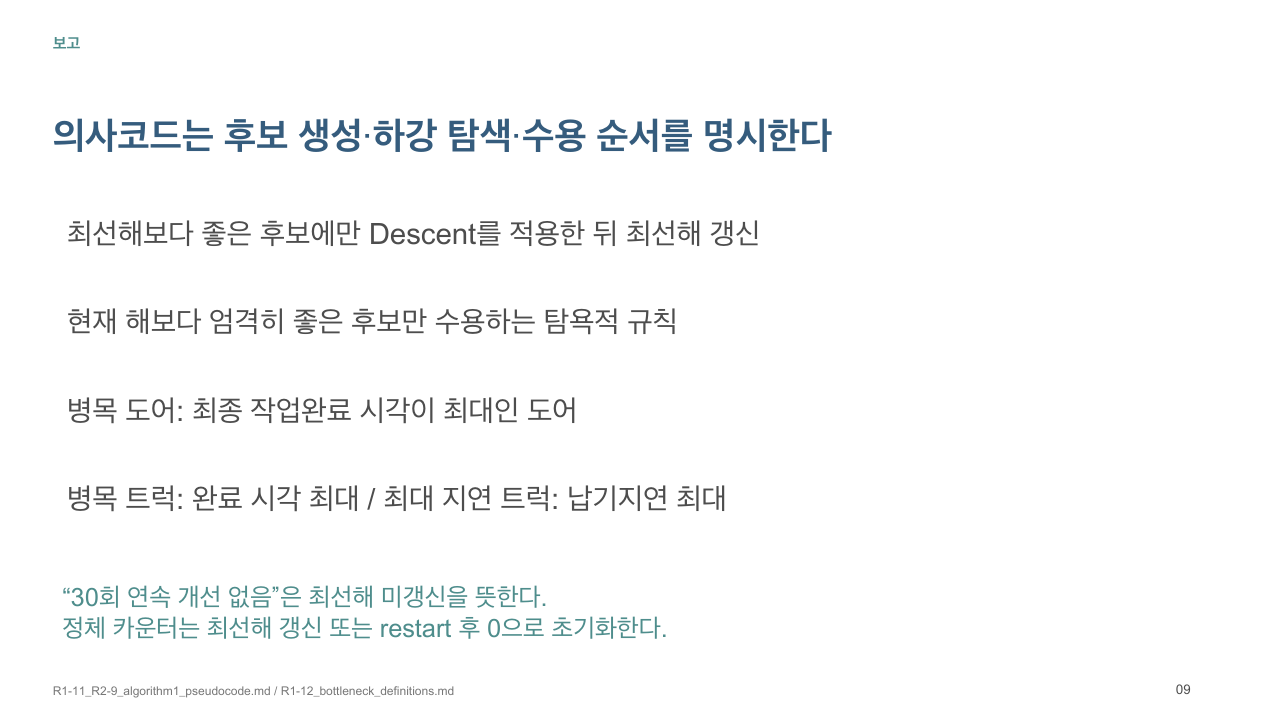 보고
의사코드는 후보 생성·하강 탐색·수용 순서를 명시한다
최선해보다 좋은 후보에만 Descent를 적용한 뒤 최선해 갱신
현재 해보다 엄격히 좋은 후보만 수용하는 탐욕적 규칙
병목 도어: 최종 작업완료 시각이 최대인 도어
병목 트럭: 완료 시각 최대 / 최대 지연 트럭: 납기지연 최대
“30회 연속 개선 없음”은 최선해 미갱신을 뜻한다.
정체 카운터는 최선해 갱신 또는 restart 후 0으로 초기화한다.
R1-11_R2-9_algorithm1_pseudocode.md / R1-12_bottleneck_definitions.md
09